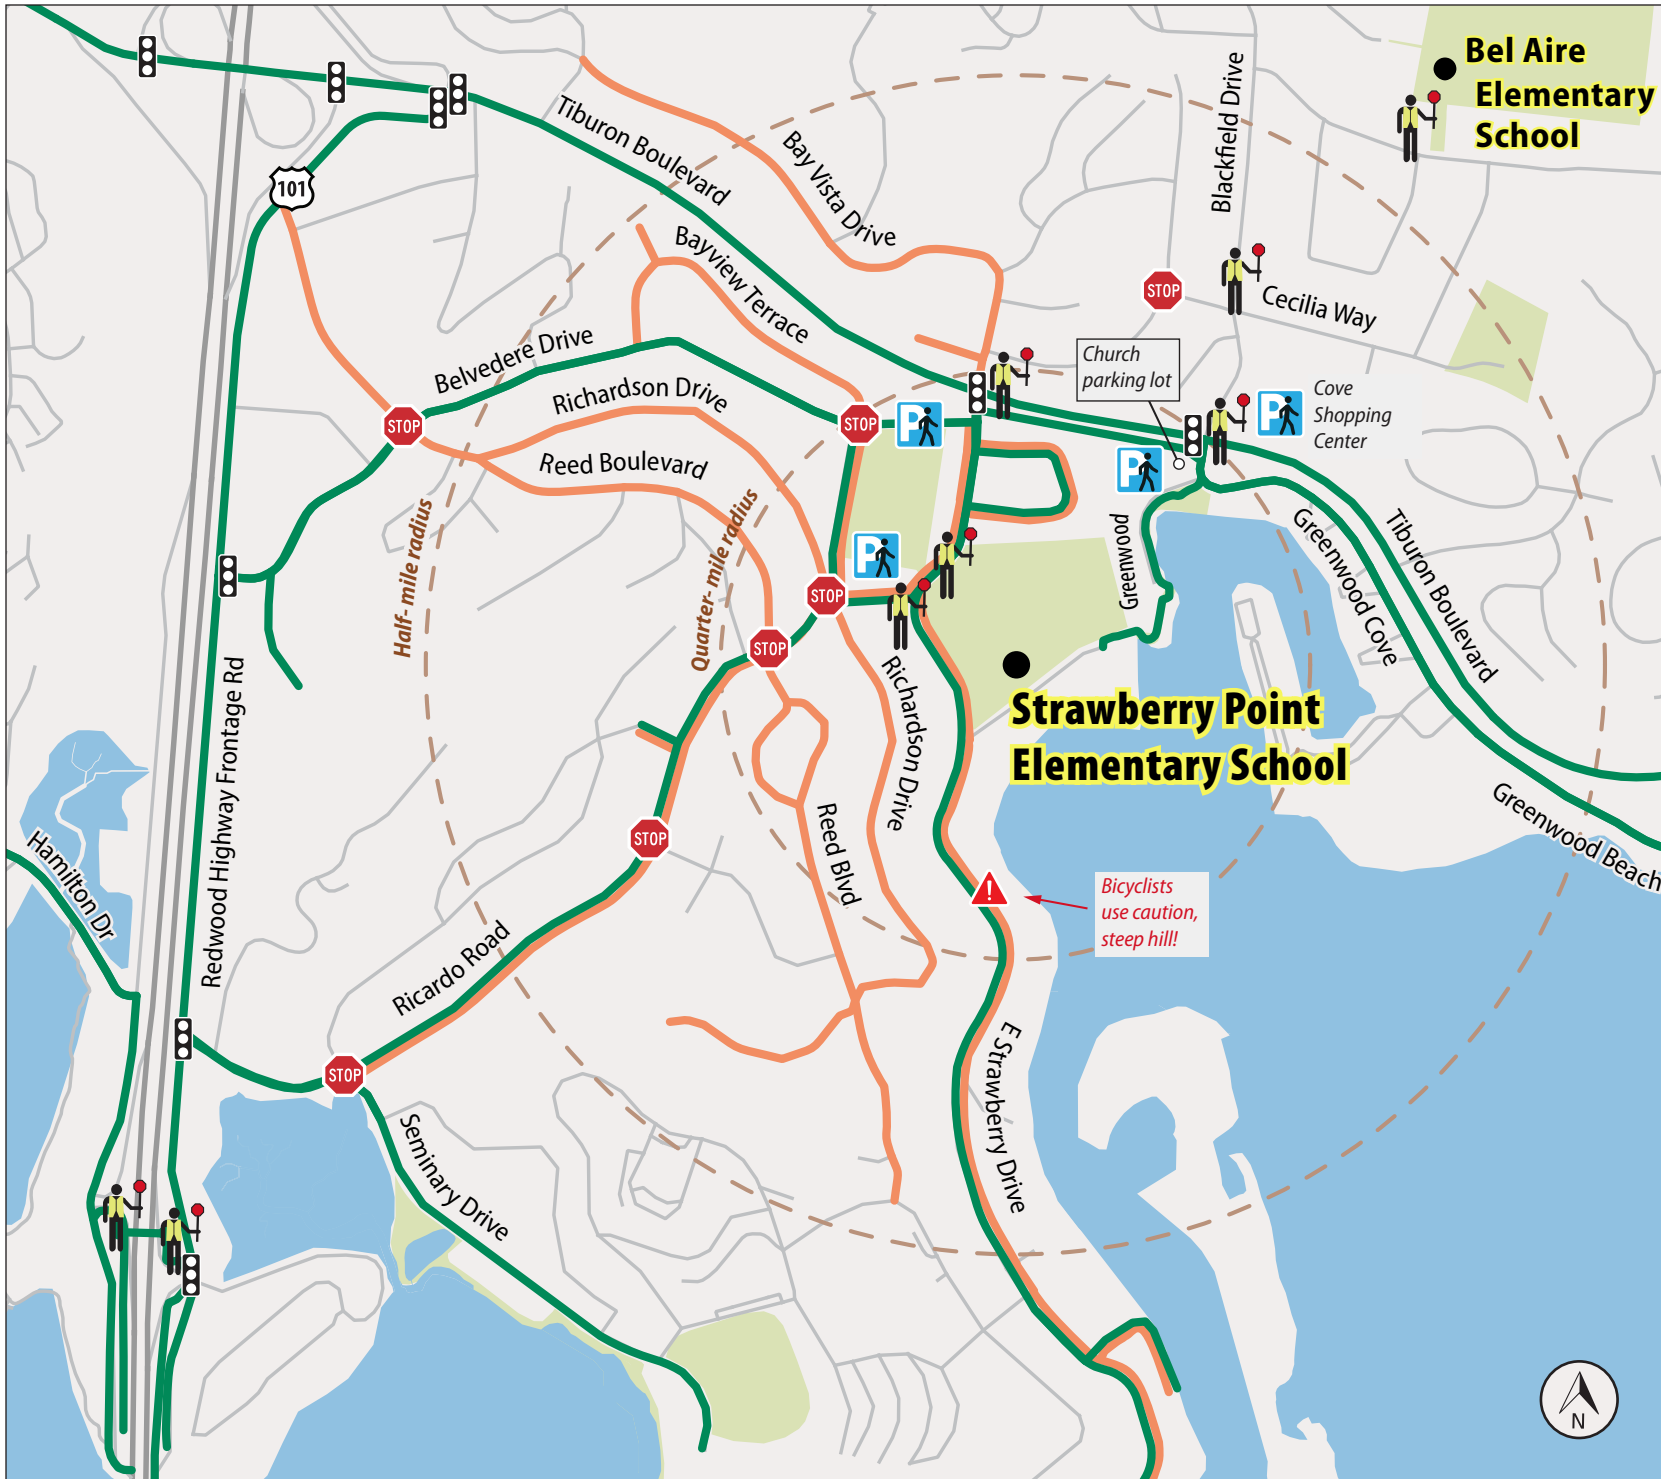 Bel Aire
Elementary
School
Tiburon Boulevard
Bay Vista Drive
Blackfield Drive
101
Bayview Terrace
STOP
Cecilia Way
Belvedere Drive
Church
parking lot
Richardson Drive
Cove
Shopping
Center
STOP
STOP
P
P
P
Reed Boulevard
P
Half- mile radius
Quarter- mile radius
Greenwood
Greenwood Cove
Tiburon Boulevard
STOP
STOP
Richardson Drive
Strawberry Point
Elementary School
Redwood Highway Frontage Rd
Hamilton Dr
STOP
Reed Blvd
Greenwood Beach
!
Bicyclists
use caution,
steep hill!
Ricardo Road
E Strawberry Drive
STOP
Seminary Drive
N